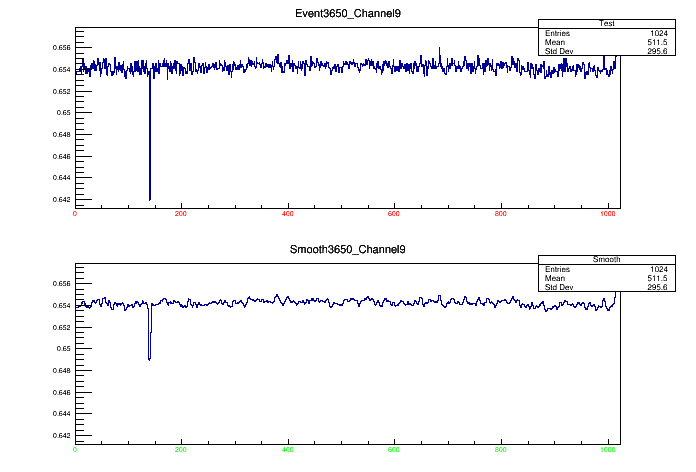 Event3650_Channel9
Test
Entries 1024
Mean 511.5
Std Dev 295.6
0.656
0.654
0.652
0.65
0.648
0.646
0.644
0.642
0 200 400 600 800 1000
Smooth3650_Channel9
Smooth
Entries 1024
Mean 511.5
Std Dev 295.6
0.656
0.654
0.652
0.65
0.648
0.646
0.644
0.642
0 200 400 600 800 1000